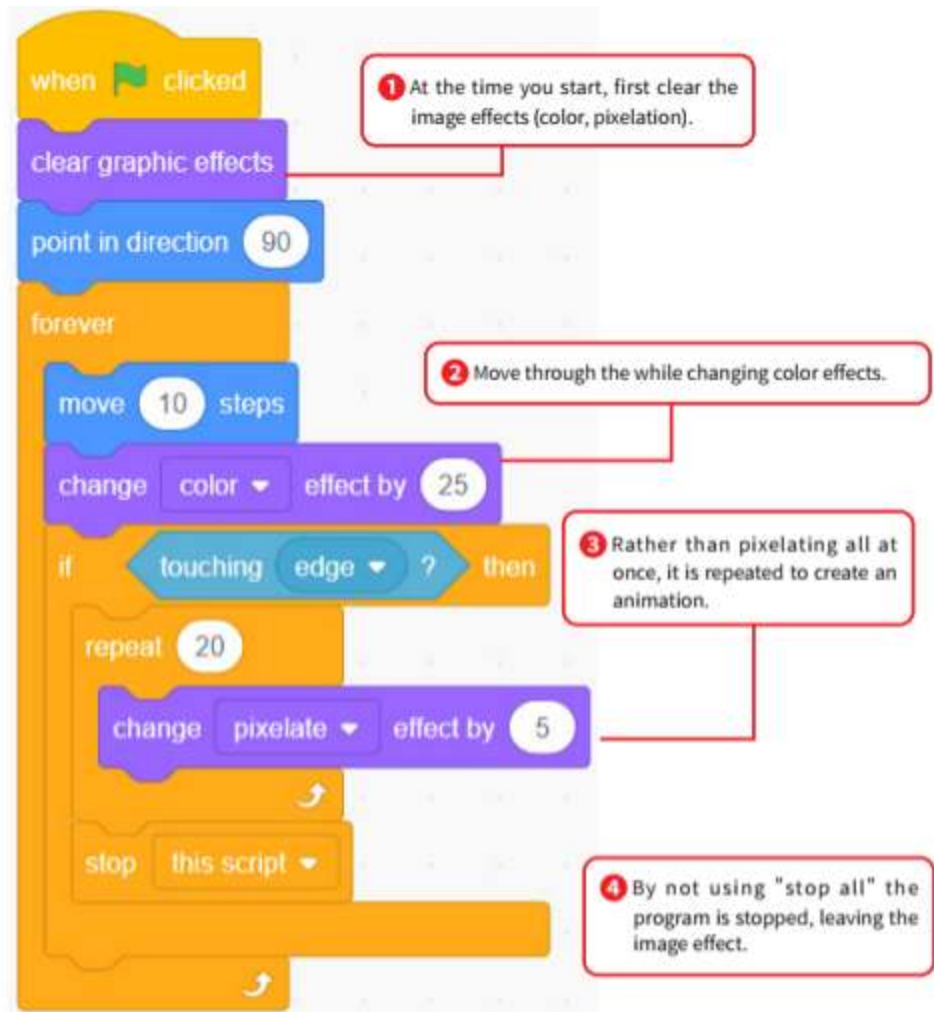 when clicked
1 At the time you start, first clear the
image effects (color, pixelation).
clear graphic effects
point in direction 90
forever
2 Move through the while changing color effects.
move 10 steps
change color effect by 25
3 Rather than pixelating all at
once, it is repeated to create an
animation.
if touching edge ? then
repeat 20
change pixelate effect by 5
stop this script
4 By not using "stop all" the
program is stopped, leaving the
image effect.